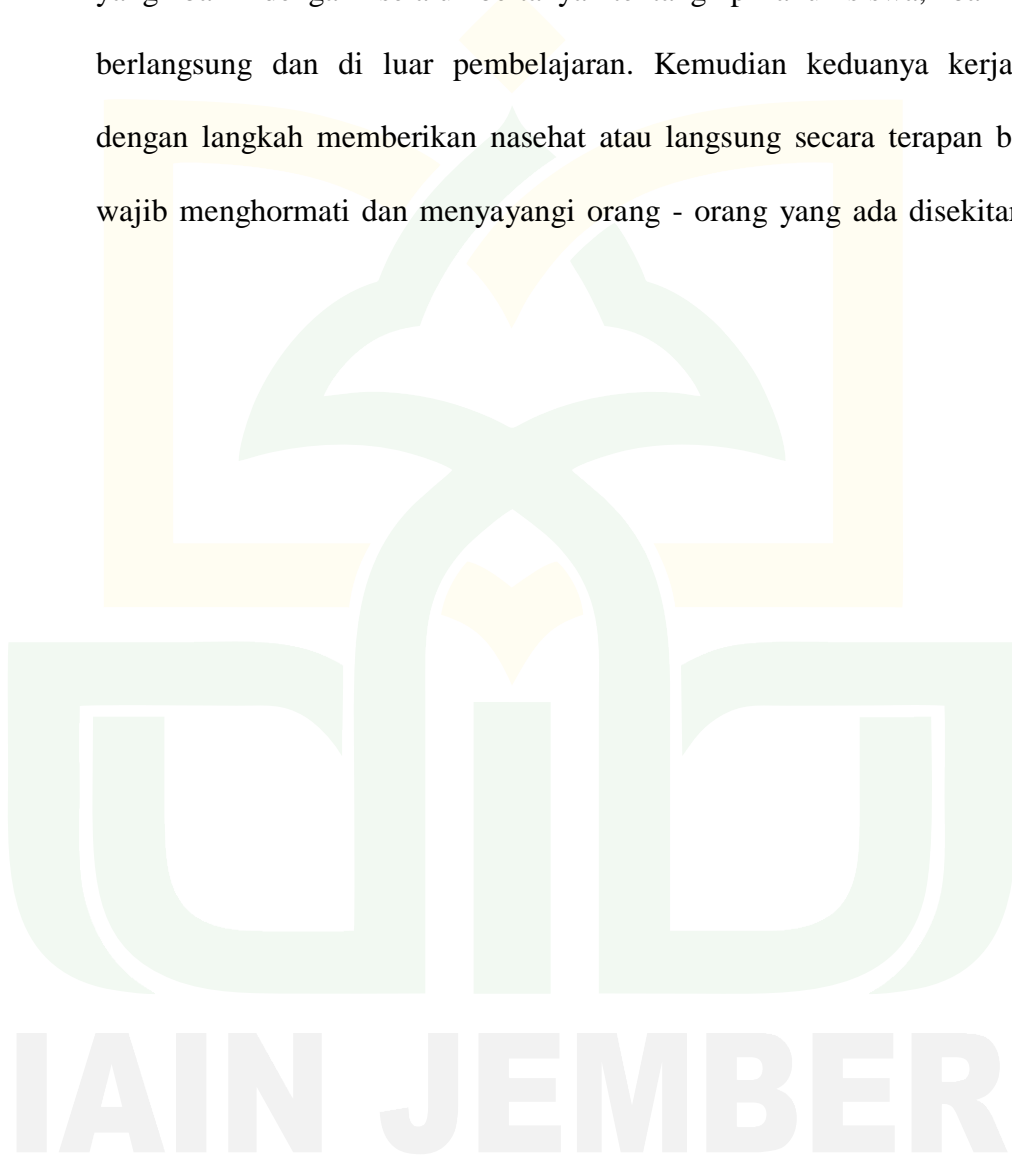 berlangsung dan di luar pembelajaran. Kemudian keduanya kerja
dengan langkah memberikan nasehat atau langsung secara terapan b
wajib menghormati dan menyayangi orang - orang yang ada disekitar
IAIN JEMBER